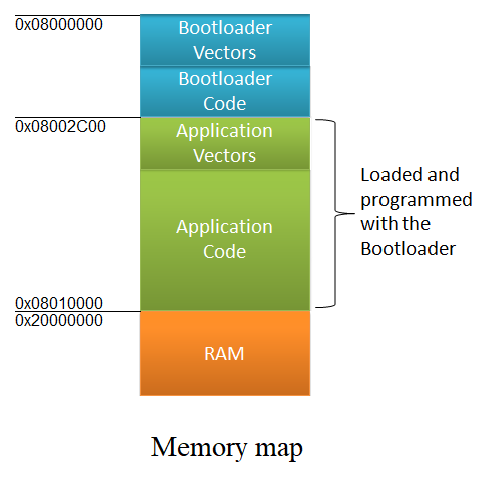 0x08000000
Bootloader
Vectors
Bootloader
Code
0x08002C00
Application
Vectors
Application
Code
Loaded and
programmed
with the
Bootloader
0x08010000
0x20000000
RAM
Memory map